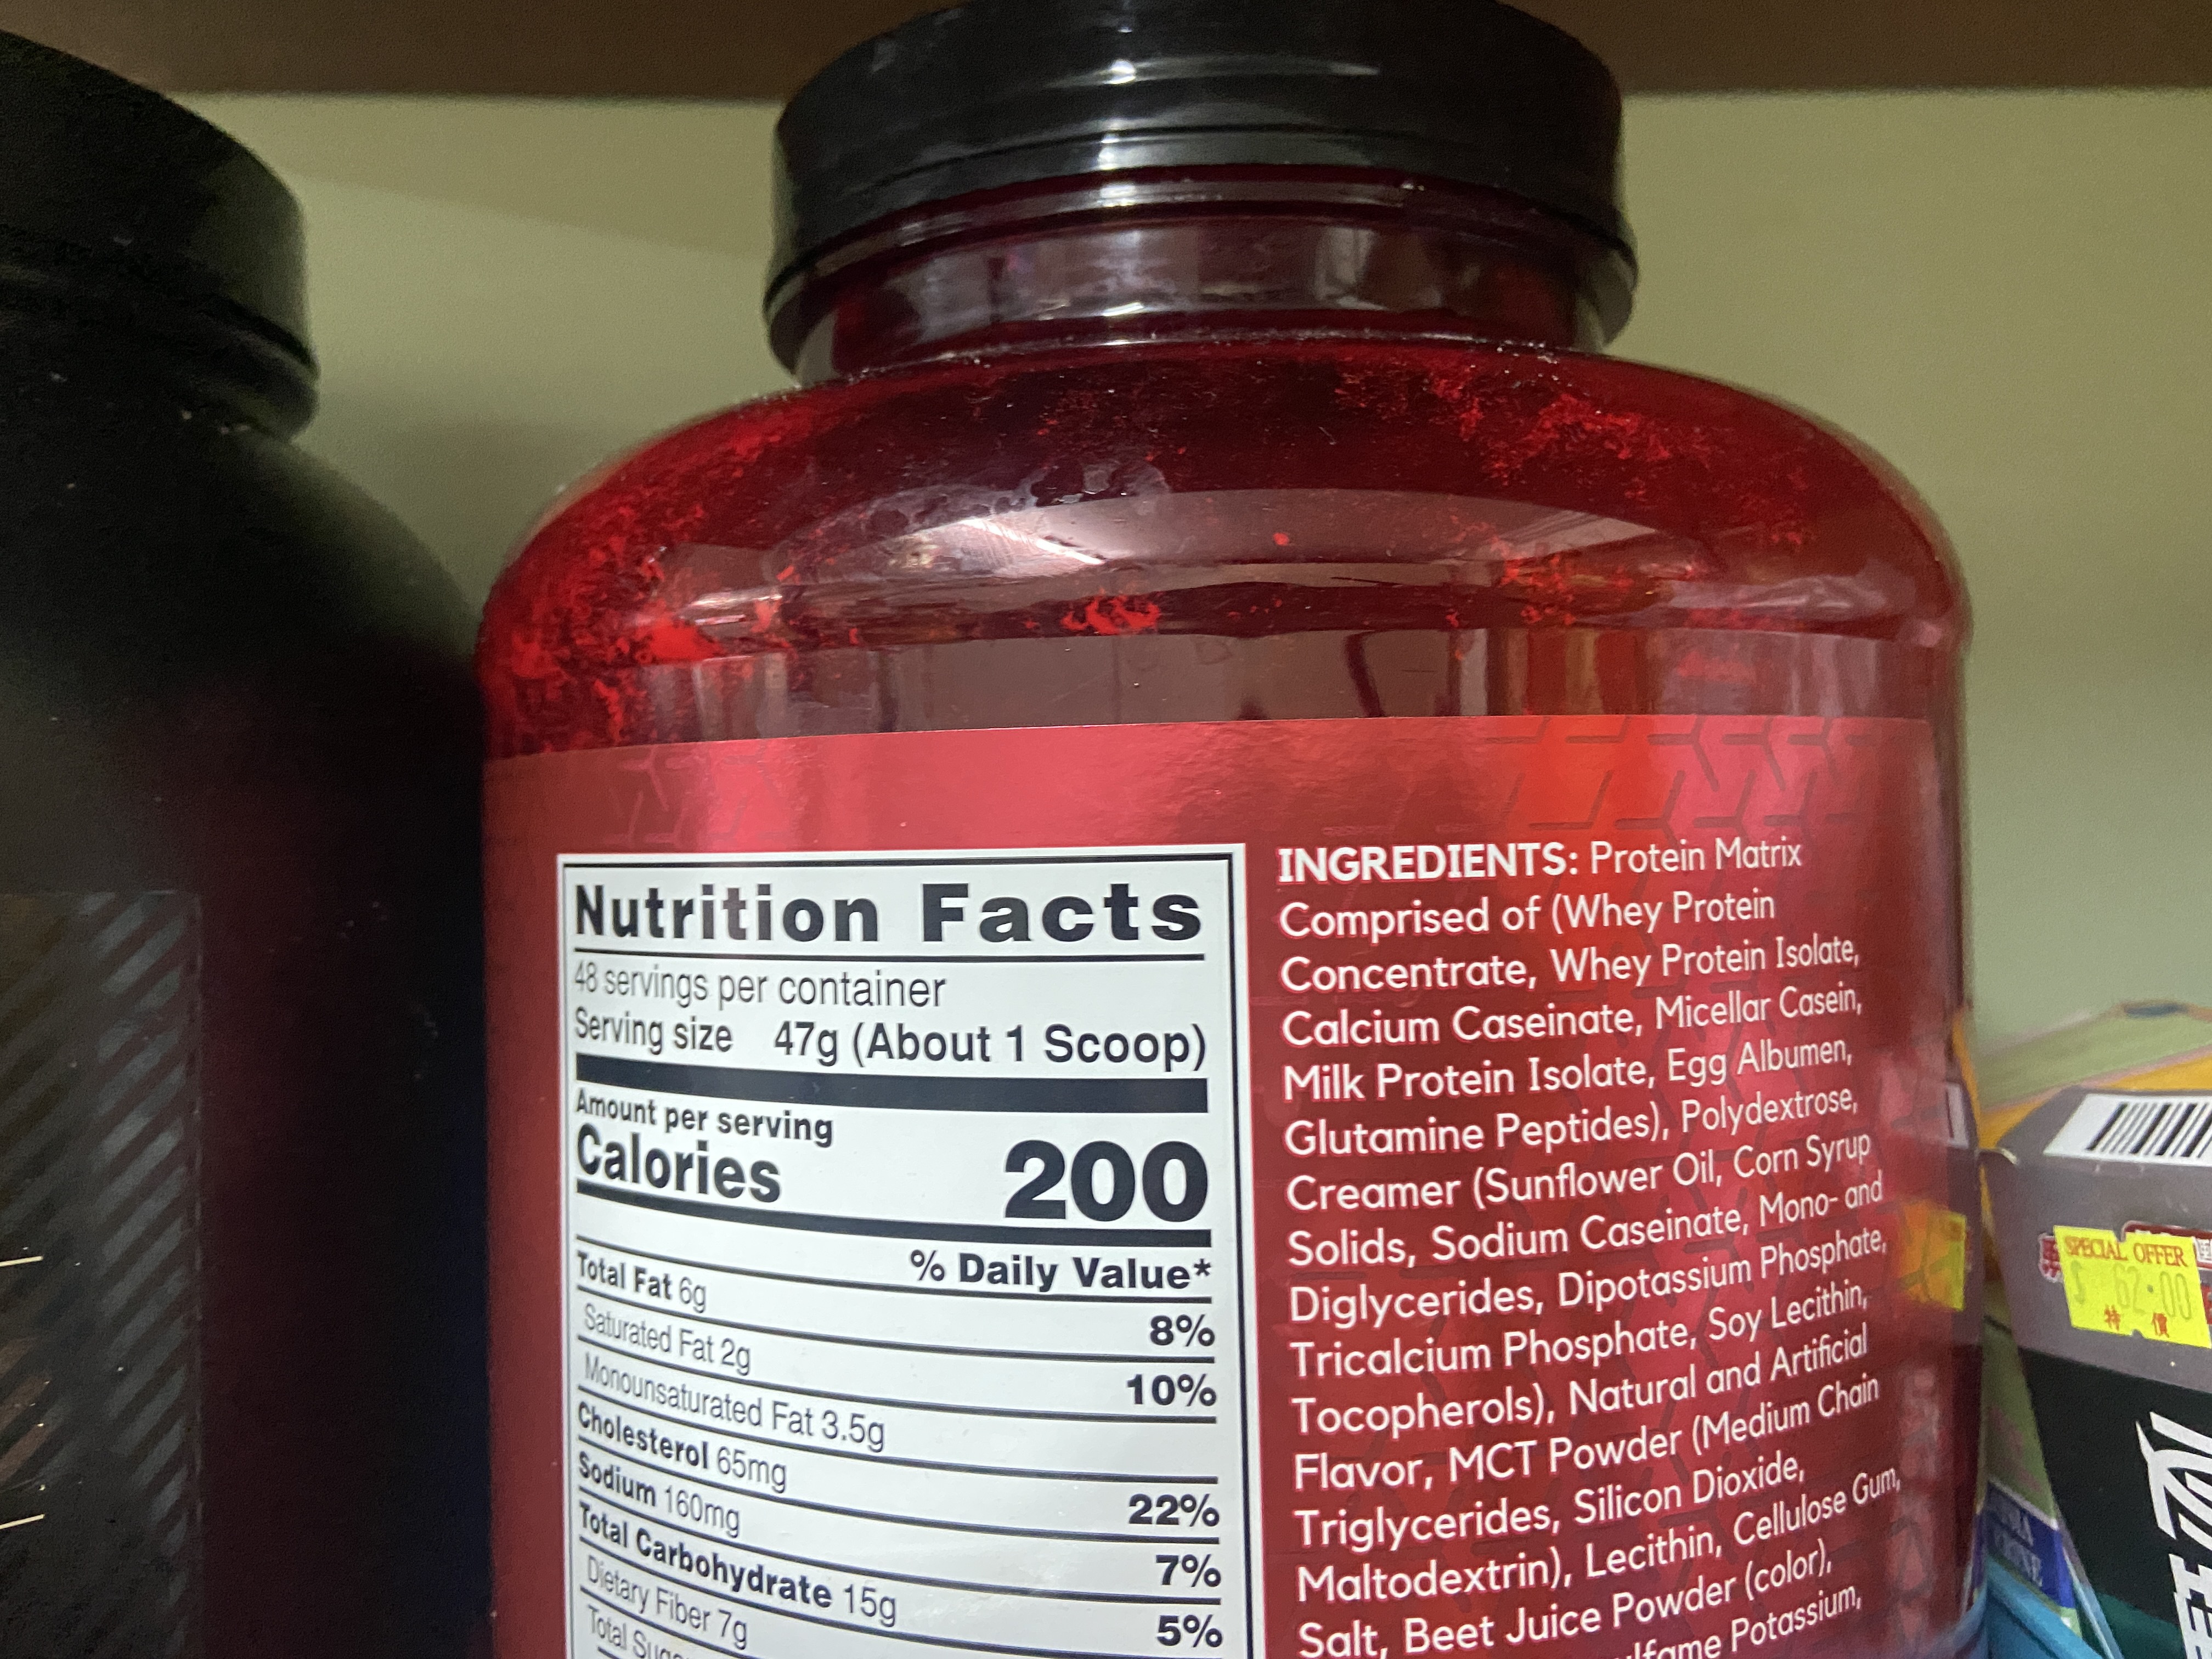 Nutrition Facts
48 servings per container
Serving size 47g (About 1 Scoop)
Amount per serving
Calories 200
% Daily Value*
Total Fat 6g 8%
Saturated Fat 2g 10%
Monounsaturated Fat 3.5g
Cholesterol 65mg 22%
Sodium 160mg 7%
Total Carbohydrate 15g 5%
Dietary Fiber 7g
Total
INGREDIENTS: Protein Matrix
Comprised of (Whey Protein
Concentrate, Whey Protein Isolate,
Calcium Caseinate, Micellar Casein,
Milk Protein Isolate, Egg Albumen,
Glutamine Peptides), Polydextrose,
Creamer (Sunflower Oil, Corn Syrup
Solids, Sodium Caseinate, Mono- and
Diglycerides, Dipotassium Phosphate,
Tricalcium Phosphate, Soy Lecithin,
Tocopherols), Natural and Artificial
Flavor, MCT Powder (Medium Chain
Triglycerides, Silicon Dioxide,
Maltodextrin), Lecithin, Cellulose Gum,
Salt, Beet Juice Powder (color),
Potassium,
SPECIAL OFFER
$ 62.00
特 價